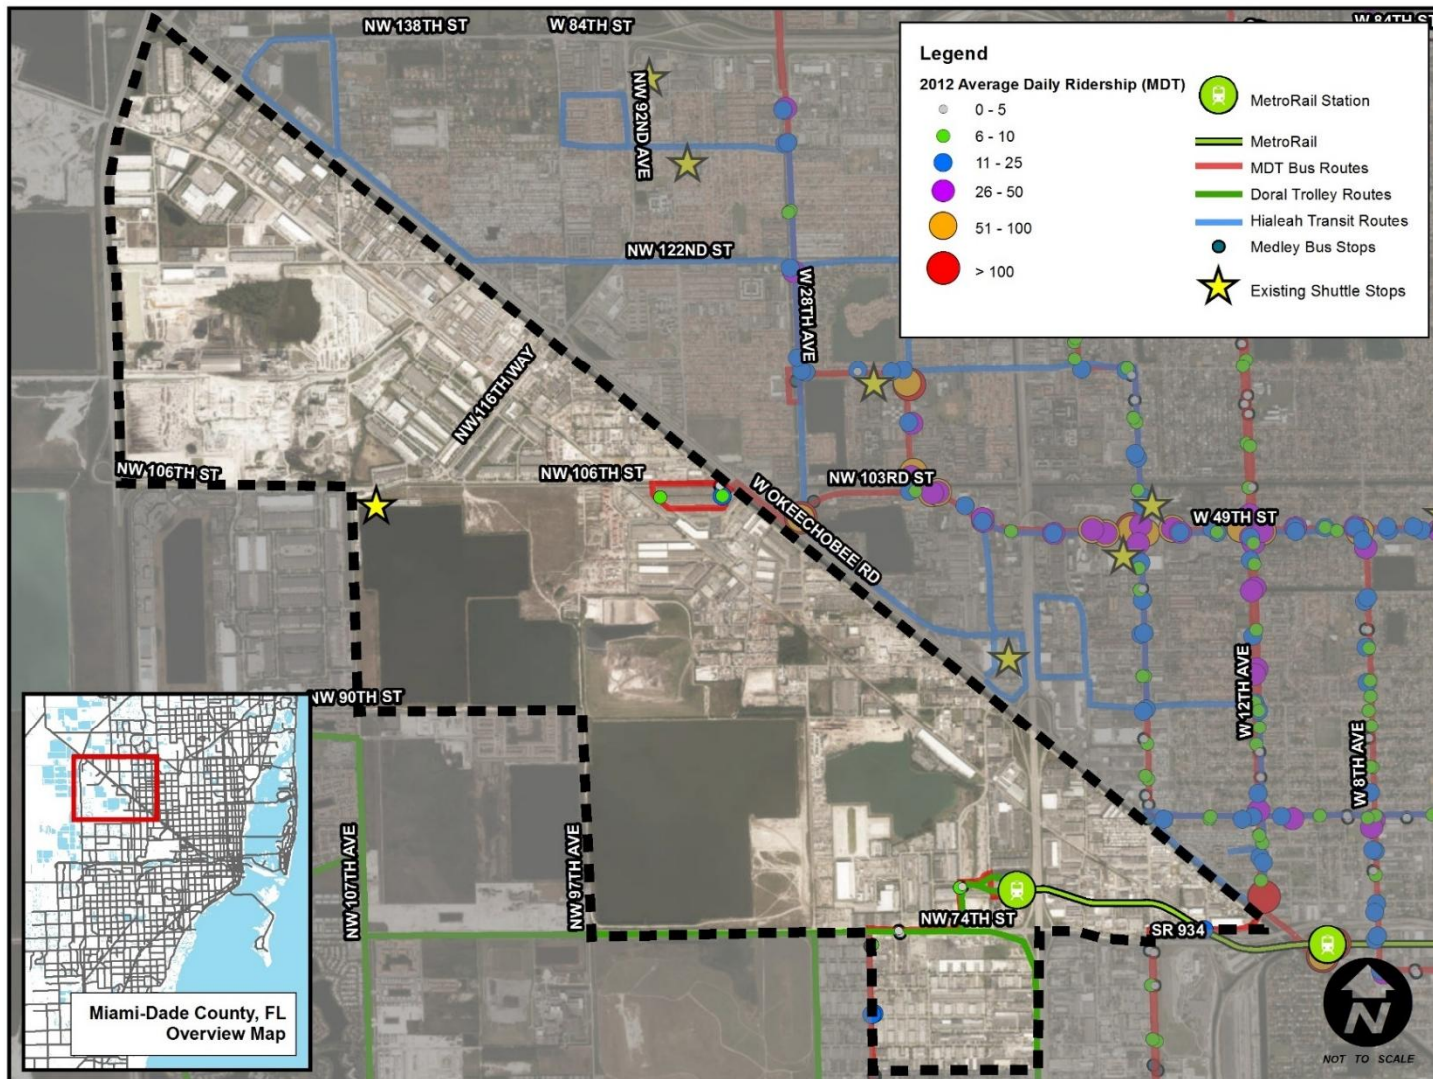 NW 138TH ST
W 84TH ST
W 84TH ST
NW 92ND AVE
Legend
2012 Average Daily Ridership (MDT)
0 - 5
6 - 10
11 - 25
26 - 50
51 - 100
> 100
MetroRail Station
MetroRail
MDT Bus Routes
Doral Trolley Routes
Hialeah Transit Routes
Medley Bus Stops
Existing Shuttle Stops
NW 122ND ST
W 28TH AVE
NW 116TH WAY
NW 106TH ST
NW 106TH ST
NW 103RD ST
W OKEECHOBEE RD
W 49TH ST
W 12TH AVE
W 8TH AVE
NW 90TH ST
NW 107TH AVE
NW 97TH AVE
NW 74TH ST
SR 934
Miami-Dade County, FL
Overview Map
N
NOT TO SCALE